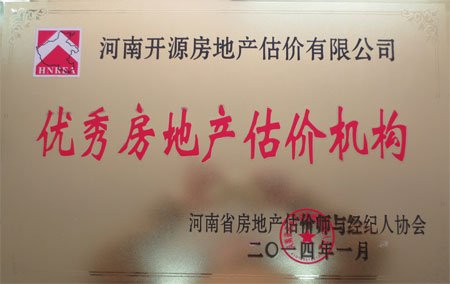 HNREA
河南开源房地产估价有限公司
优秀房地产估价机构
河南省房地产估价师与经纪人协会
二〇一四年一月